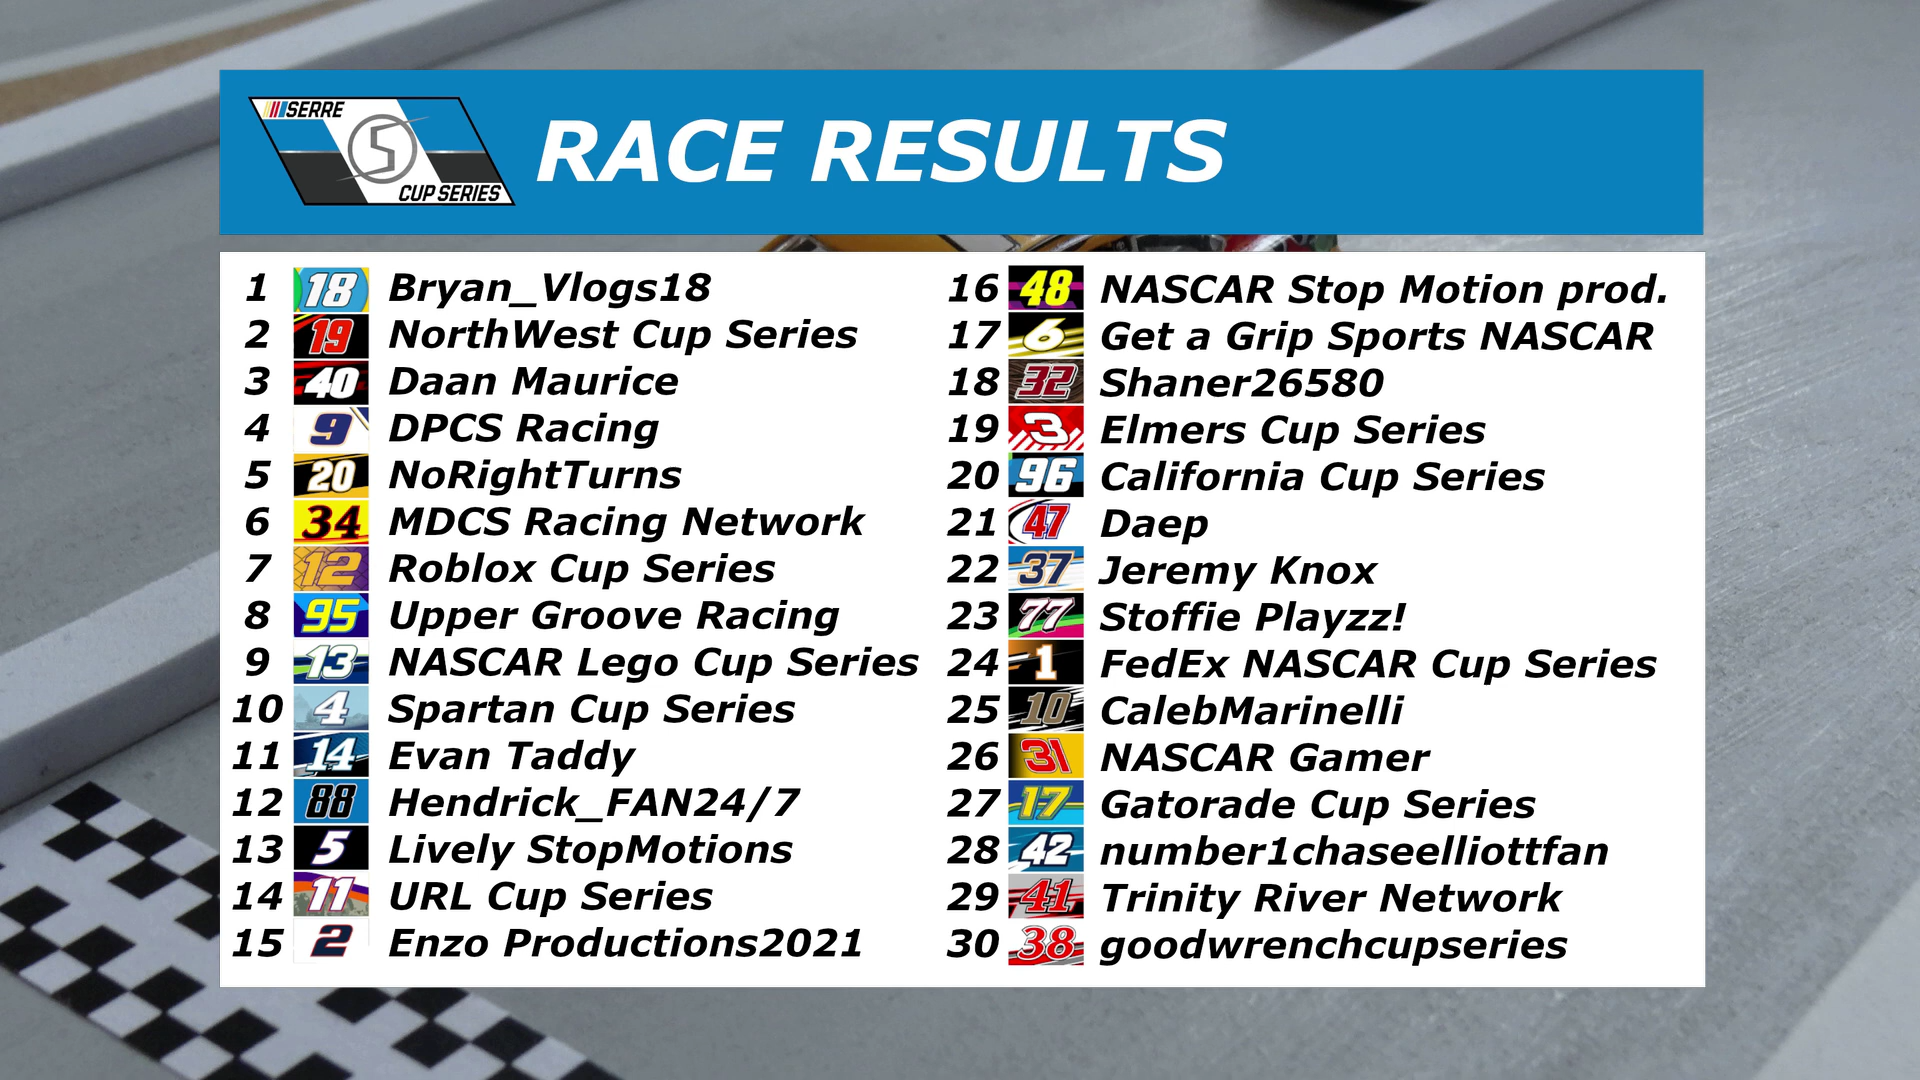 SERRE
S
CUP SERIES
RACE RESULTS
1 18 Bryan_Vlogs18
2 19 NorthWest Cup Series
3 40 Daan Maurice
4 9 DPCS Racing
5 20 NoRightTurns
6 34 MDCS Racing Network
7 12 Roblox Cup Series
8 95 Upper Groove Racing
9 13 NASCAR Lego Cup Series
10 4 Spartan Cup Series
11 14 Evan Taddy
12 88 Hendrick_FAN24/7
13 5 Lively StopMotions
14 11 URL Cup Series
15 2 Enzo Productions2021
16 48 NASCAR Stop Motion prod.
17 6 Get a Grip Sports NASCAR
18 32 Shaner26580
19 3 Elmers Cup Series
20 96 California Cup Series
21 47 Daep
22 37 Jeremy Knox
23 77 Stoffie Playzz!
24 1 FedEx NASCAR Cup Series
25 10 CalebMarinelli
26 31 NASCAR Gamer
27 17 Gatorade Cup Series
28 42 number1chaseelliottfan
29 41 Trinity River Network
30 38 goodwrenchcupseries